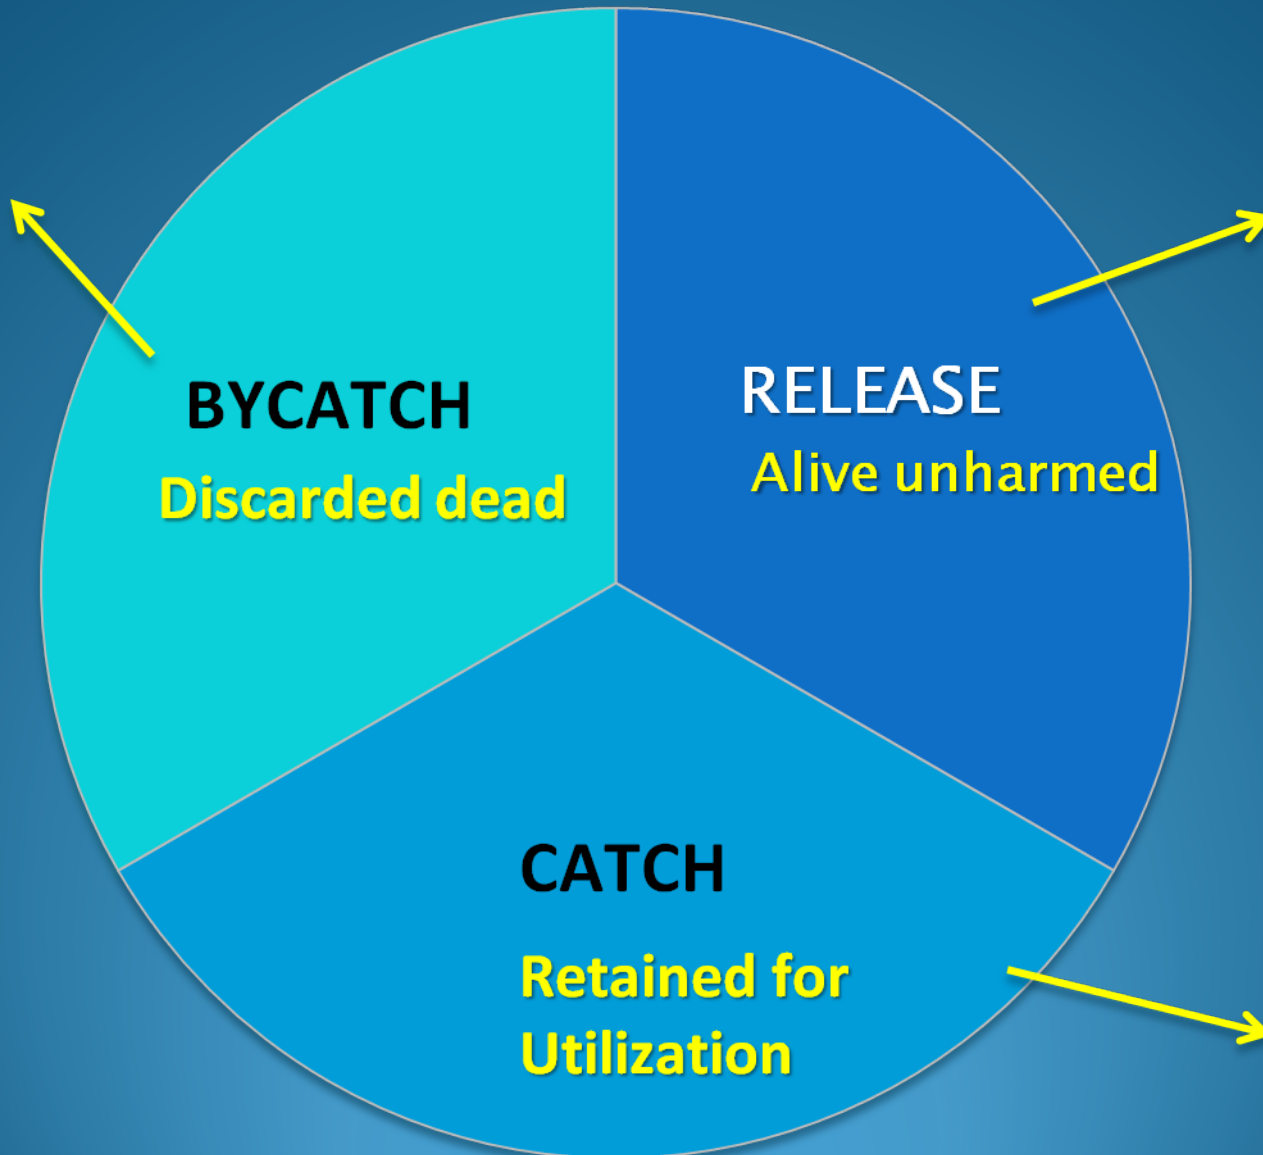 BYCATCH
Discarded dead
RELEASE
Alive unharmed
CATCH
Retained for
Utilization